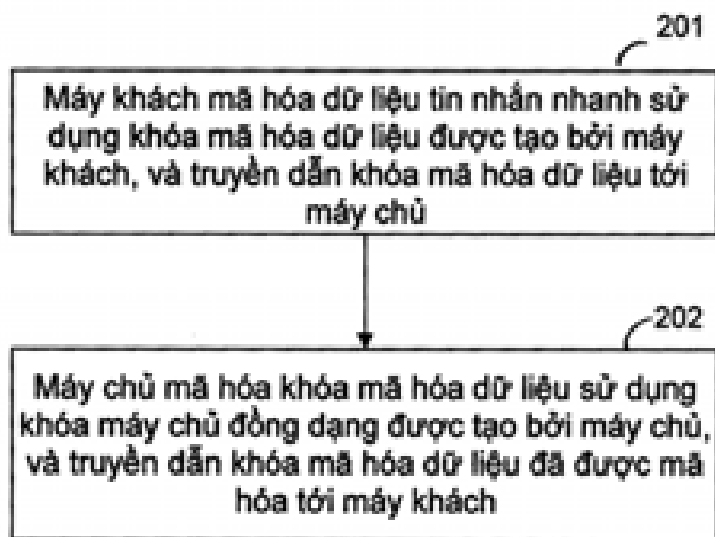 201
Máy khách mã hóa dữ liệu tin nhắn nhanh sử
dụng khóa mã hóa dữ liệu được tạo bởi máy
khách, và truyền dẫn khóa mã hóa dữ liệu tới
máy chủ
202
Máy chủ mã hóa khóa mã hóa dữ liệu sử dụng
khóa máy chủ đồng dạng được tạo bởi máy chủ,
và truyền dẫn khóa mã hóa dữ liệu đã được mã
hóa tới máy khách